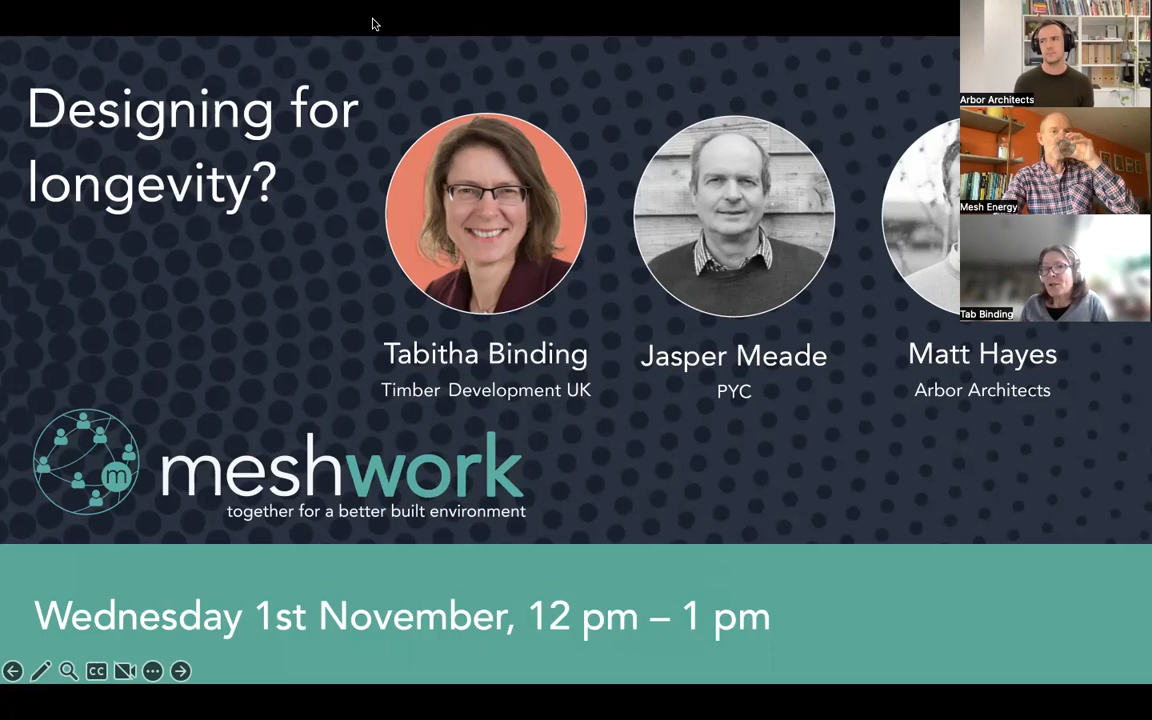 Designing for
longevity?
Tabitha Binding
Timber Development UK
Jasper Meade
PYC
Matt Hayes
Arbor Architects
meshwork
together for a better built environment
m
Wednesday 1st November, 12 pm – 1 pm
CC
Arbor Architects
Mesh Energy
Tab Binding